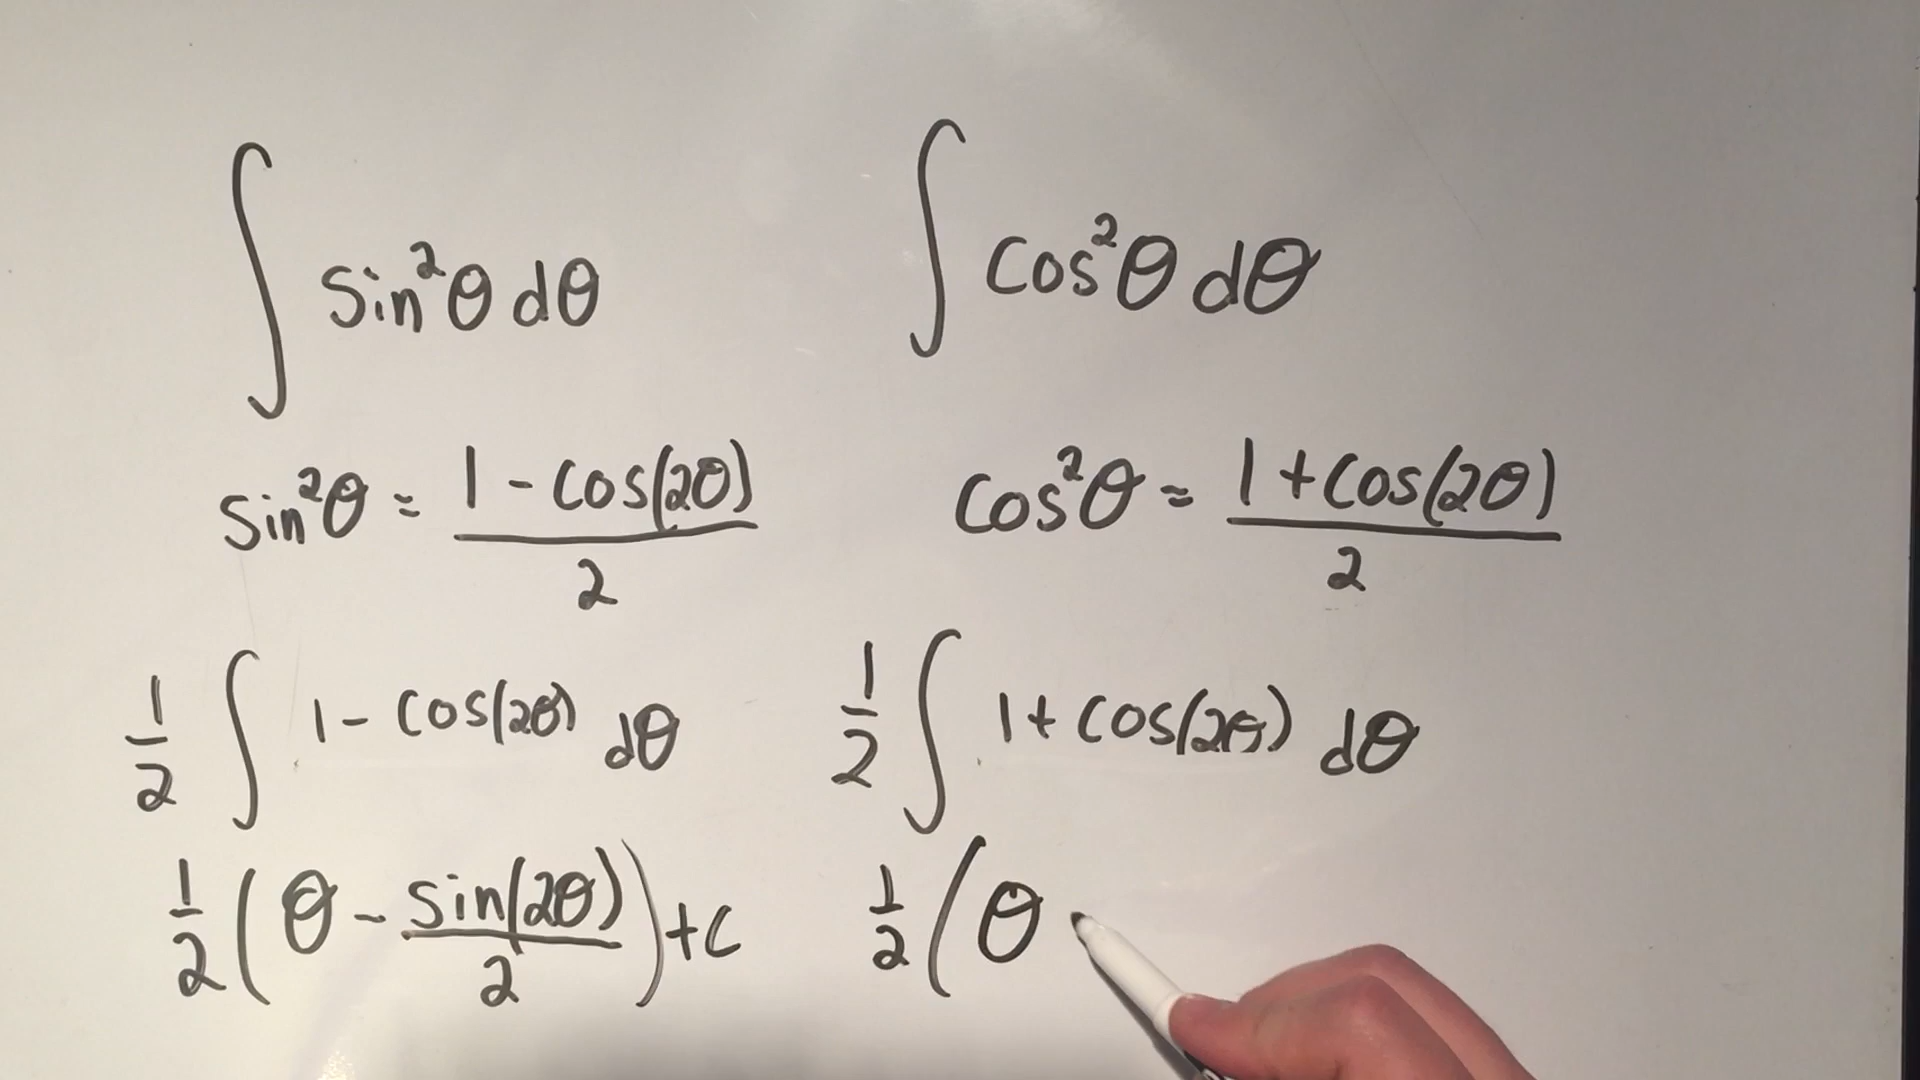 ∫ sin²θ dθ
∫ cos²θ dθ
sin²θ = (1 - cos(2θ))/2
cos²θ = (1 + cos(2θ))/2
1/2 ∫ 1 - cos(2θ) dθ
1/2 ∫ 1 + cos(2θ) dθ
1/2 (θ - sin(2θ)/2) + c
1/2 (θ